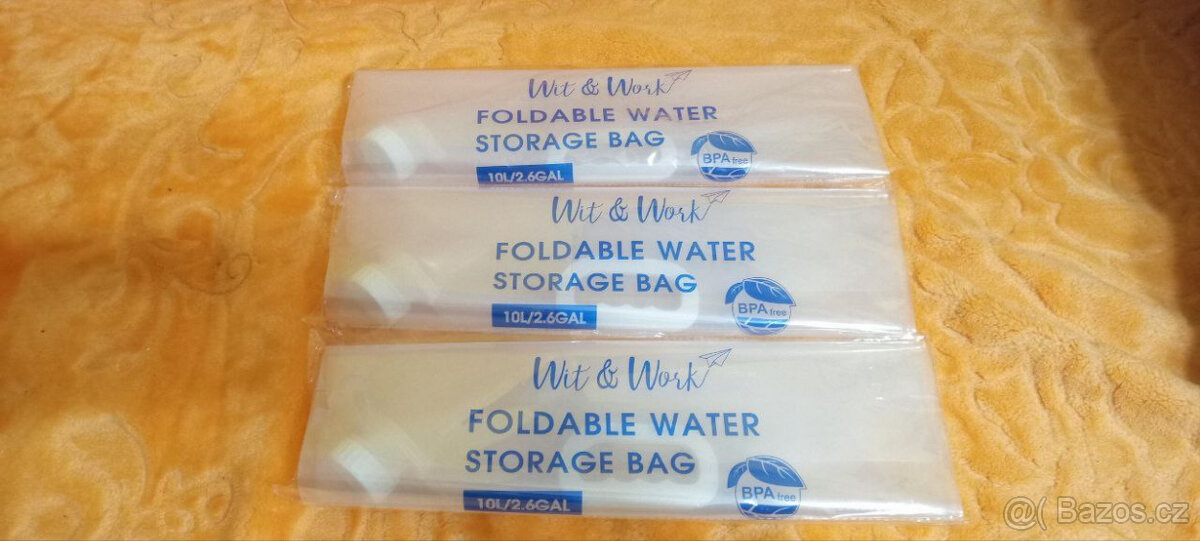 Wit & Work
FOLDABLE WATER
STORAGE BAG
10L/2.6GAL
BPA free
Wit & Work
FOLDABLE WATER
STORAGE BAG
10L/2.6GAL
BPA free
Wit & Work
FOLDABLE WATER
STORAGE BAG
10L/2.6GAL
BPA free
@( Bazos.cz